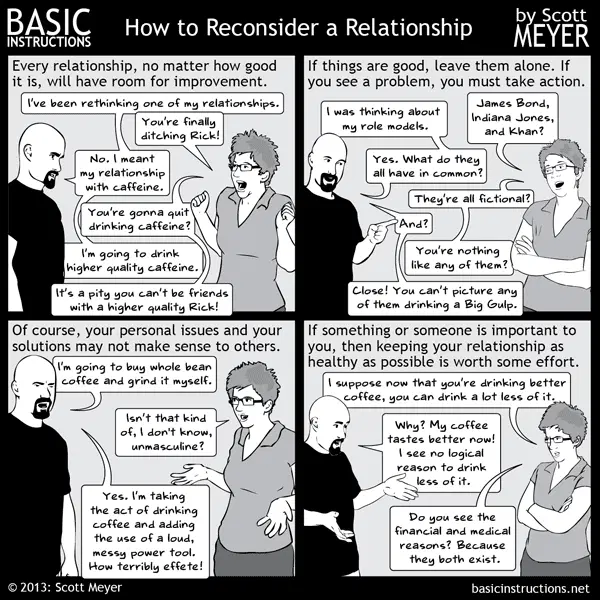 BASIC
INSTRUCTIONS
How to Reconsider a Relationship
by Scott
MEYER
Every relationship, no matter how good
it is, will have room for improvement.
I've been rethinking one of my relationships.
You're finally
ditching Rick!
No. I meant
my relationship
with caffeine.
You're gonna quit
drinking caffeine?
I'm going to drink
higher quality caffeine.
It's a pity you can't be friends
with a higher quality Rick!
If things are good, leave them alone. If
you see a problem, you must take action.
I was thinking about
my role models.
James Bond,
Indiana Jones,
and Khan?
Yes. What do they
all have in common?
They're all fictional?
And?
You're nothing
like any of them?
Close! You can't picture any
of them drinking a Big Gulp.
Of course, your personal issues and your
solutions may not make sense to others.
I'm going to buy whole bean
coffee and grind it myself.
Isn't that kind
of, I don't know,
unmasculine?
Yes. I'm taking
the act of drinking
coffee and adding
the use of a loud,
messy power tool.
How terribly effete!
If something or someone is important to
you, then keeping your relationship as
healthy as possible is worth some effort.
I suppose now that you're drinking better
coffee, you can drink a lot less of it.
Why? My coffee
tastes better now!
I see no logical
reason to drink
less of it.
Do you see the
financial and medical
reasons? Because
they both exist.
© 2013: Scott Meyer
basicinstructions.net